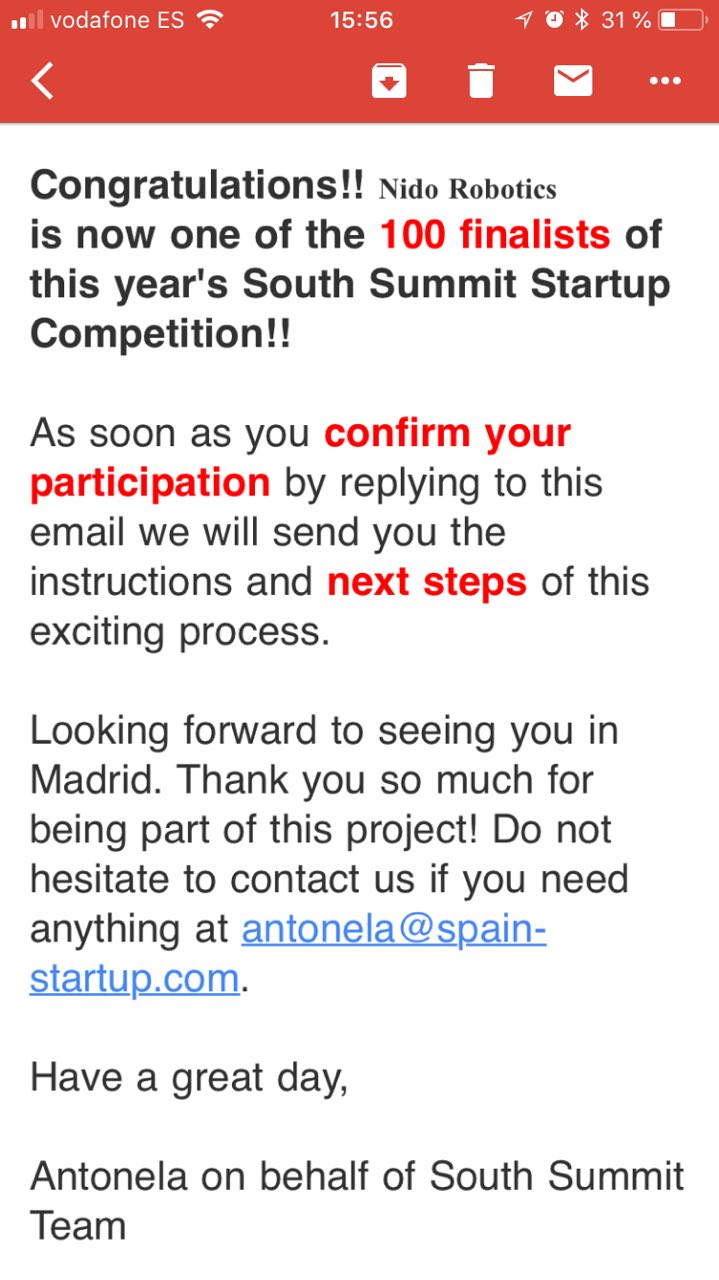 vodafone ES 15:56 31 %
Congratulations!! Nido Robotics
is now one of the 100 finalists of
this year's South Summit Startup
Competition!!
As soon as you confirm your
participation by replying to this
email we will send you the
instructions and next steps of this
exciting process.
Looking forward to seeing you in
Madrid. Thank you so much for
being part of this project! Do not
hesitate to contact us if you need
anything at antonela@spain-
startup.com.
Have a great day,
Antonela on behalf of South Summit
Team